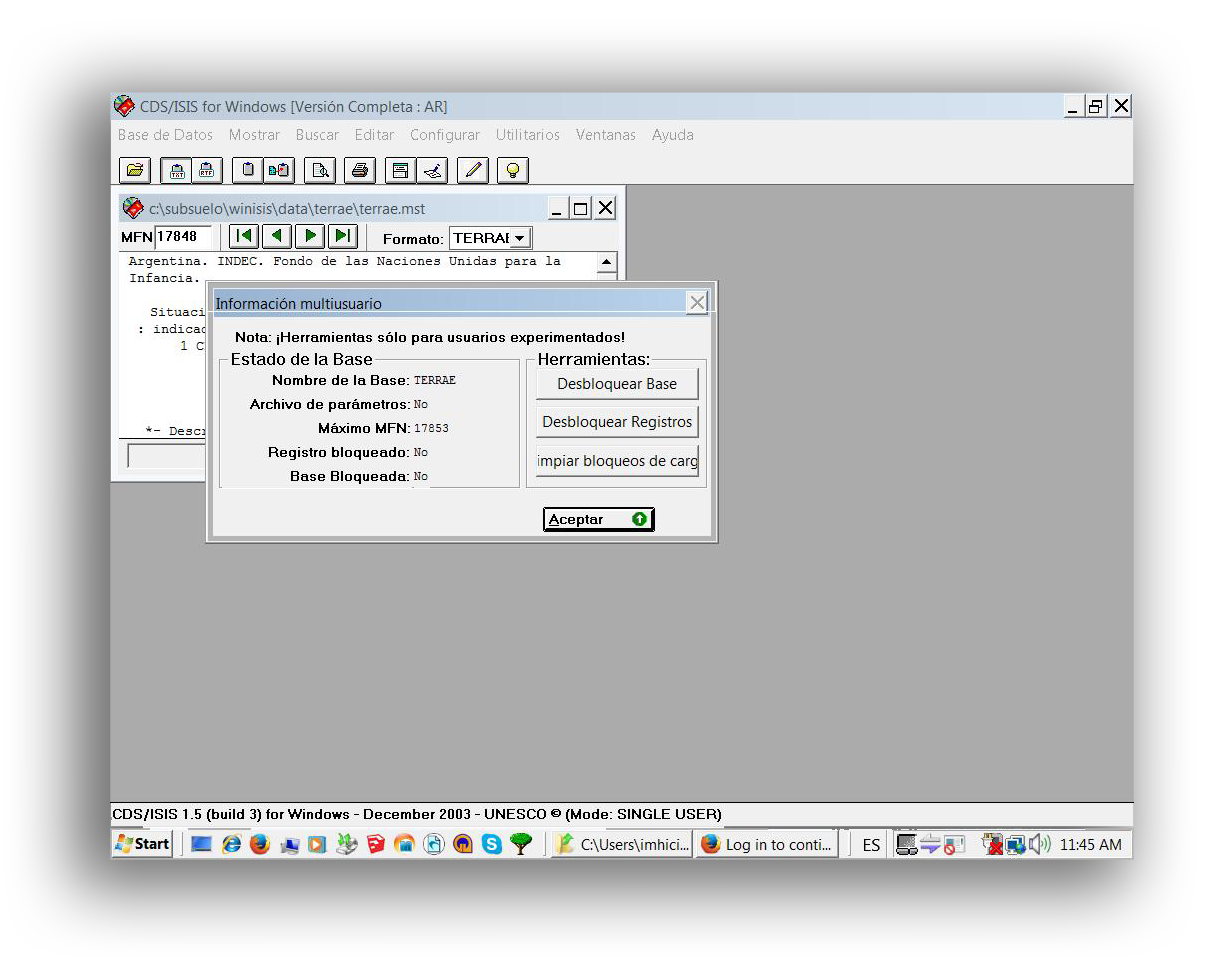 CDS/ISIS for Windows [Versión Completa : AR]
Base de Datos Mostrar Buscar Editar Configurar Utilitarios Ventanas Ayuda
TXT RTF
c:\subsuelo\winisis\data\terrae\terrae.mst
MFN 17848 Formato: TERRAE
Argentina. INDEC. Fondo de las Naciones Unidas para la
Infancia.
Situaci
: indicad
1 C
*- Descr
Información multiusuario
Nota: ¡Herramientas sólo para usuarios experimentados!
Estado de la Base
Nombre de la Base: TERRAE
Archivo de parámetros: No
Máximo MFN: 17853
Registro bloqueado: No
Base Bloqueada: No
Herramientas:
Desbloquear Base
Desbloquear Registros
impiar bloqueos de carg
Aceptar
CDS/ISIS 1.5 (build 3) for Windows - December 2003 - UNESCO © (Mode: SINGLE USER)
Start C:\Users\imhici... Log in to conti... ES 11:45 AM